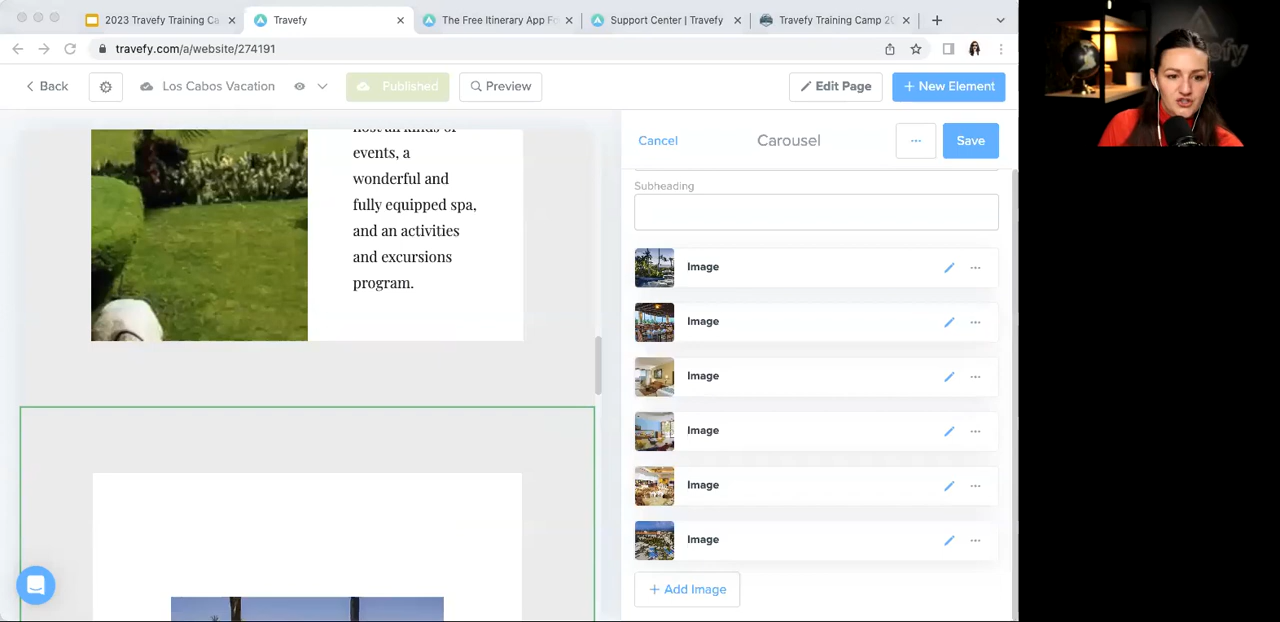 2023 Travefy Training Ca
Travefy
The Free Itinerary App Fo
Support Center | Travefy
Travefy Training Camp 20
travefy.com/a/website/274191
Back
Los Cabos Vacation
Published
Preview
Edit Page
+ New Element
Cancel
Carousel
...
Save
Subheading
events, a
wonderful and
fully equipped spa,
and an activities
and excursions
program.
Image
Image
Image
Image
Image
Image
+ Add Image